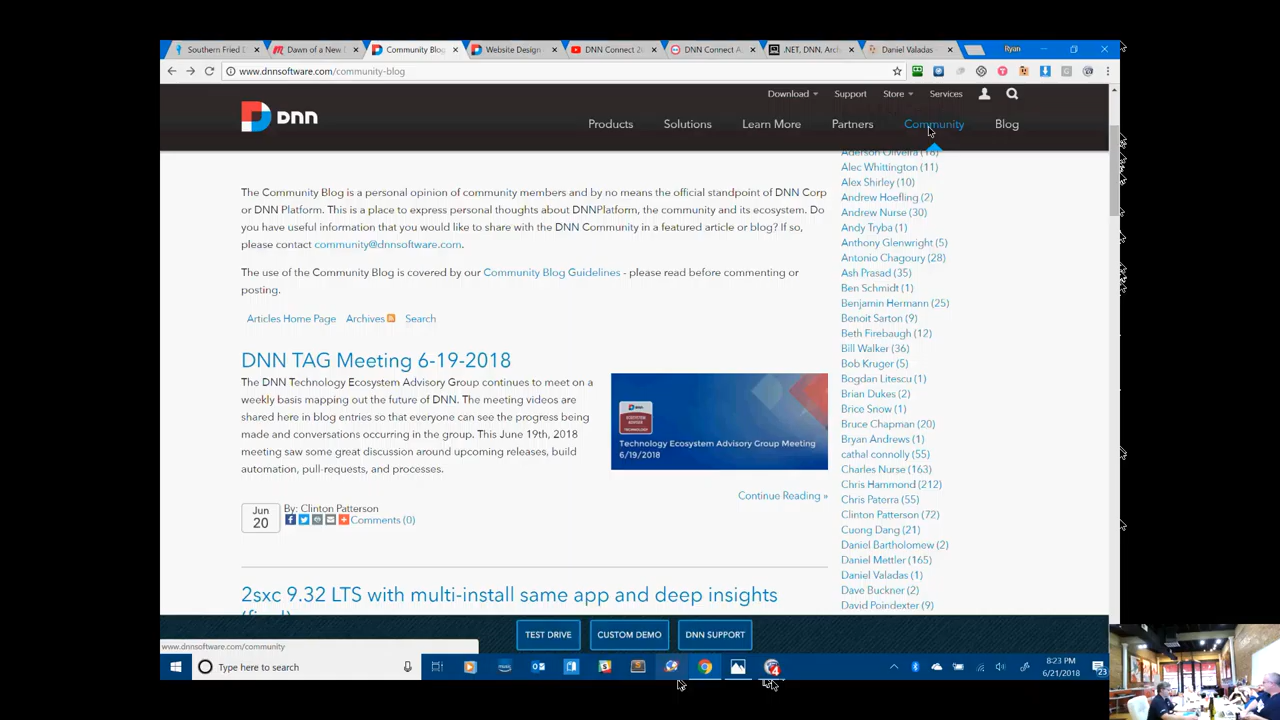 Southern Fried D
Dawn of a New D
Community Blog
Website Design
DNN Connect 20
DNN Connect A
.NET, DNN, Arch
Daniel Valadas
Ryan
www.dnnsoftware.com/community-blog
Download
Support
Store
Services
DNN
Products
Solutions
Learn More
Partners
Community
Blog
The Community Blog is a personal opinion of community members and by no means the official standpoint of DNN Corp
or DNN Platform. This is a place to express personal thoughts about DNNPlatform, the community and its ecosystem. Do
you have useful information that you would like to share with the DNN Community in a featured article or blog? If so,
please contact community@dnnsoftware.com.
The use of the Community Blog is covered by our Community Blog Guidelines - please read before commenting or
posting.
Articles Home Page
Archives
Search
DNN TAG Meeting 6-19-2018
The DNN Technology Ecosystem Advisory Group continues to meet on a
weekly basis mapping out the future of DNN. The meeting videos are
shared here in blog entries so that everyone can see the progress being
made and conversations occurring in the group. This June 19th, 2018
meeting saw some great discussion around upcoming releases, build
automation, pull-requests, and processes.
Technology Ecosystem Advisory Group Meeting
6/19/2018
Continue Reading »
Jun
20
By: Clinton Patterson
Comments (0)
2sxc 9.32 LTS with multi-install same app and deep insights
(final)
Aderson Oliveira (16)
Alec Whittington (11)
Alex Shirley (10)
Andrew Hoefling (2)
Andrew Nurse (30)
Andy Tryba (1)
Anthony Glenwright (5)
Antonio Chagoury (28)
Ash Prasad (35)
Ben Schmidt (1)
Benjamin Hermann (25)
Benoit Sarton (9)
Beth Firebaugh (12)
Bill Walker (36)
Bob Kruger (5)
Bogdan Litescu (1)
Brian Dukes (2)
Brice Snow (1)
Bruce Chapman (20)
Bryan Andrews (1)
cathal connolly (55)
Charles Nurse (163)
Chris Hammond (212)
Chris Paterra (55)
Clinton Patterson (72)
Cuong Dang (21)
Daniel Bartholomew (2)
Daniel Mettler (165)
Daniel Valadas (1)
Dave Buckner (2)
David Poindexter (9)
TEST DRIVE
CUSTOM DEMO
DNN SUPPORT
www.dnnsoftware.com/community
Type here to search
8:23 PM
6/21/2018
23